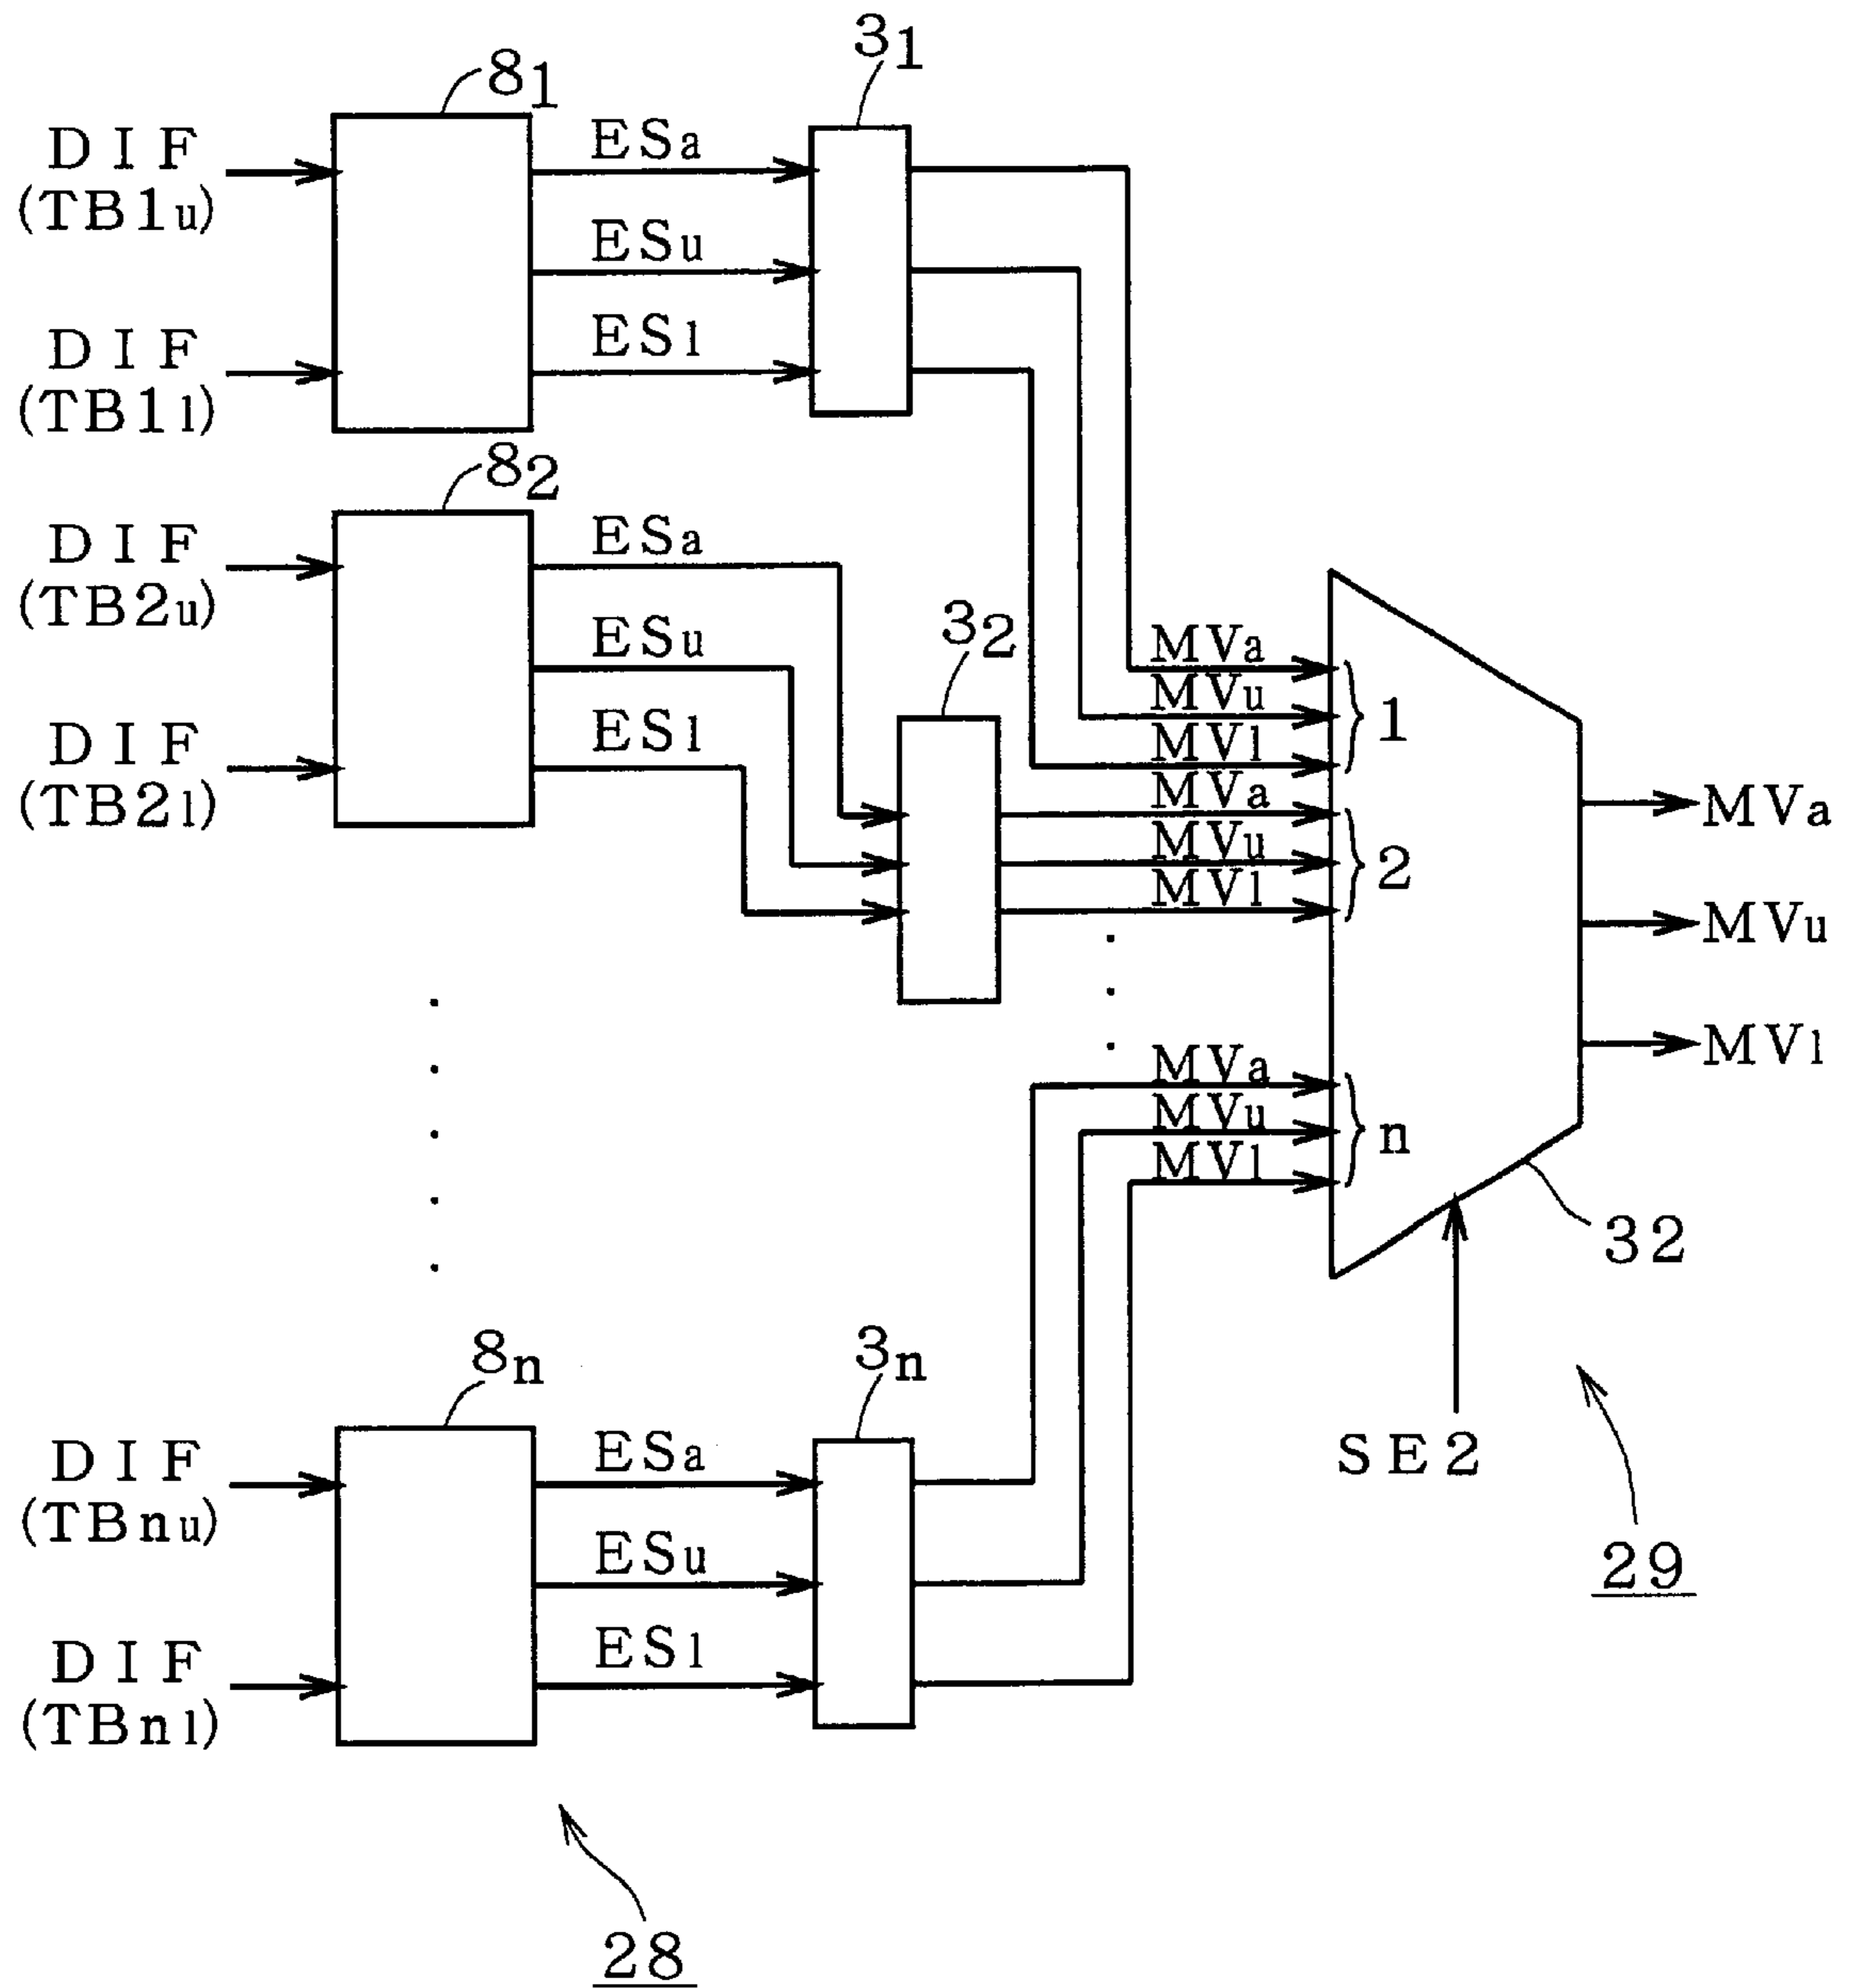 8₁
3₁
DIF
(TB1u)
ESa
ESu
DIF
(TB1l)
ESl
8₂
DIF
(TB2u)
ESa
ESu
3₂
DIF
(TB2l)
ESl
MVa
MVu
MVl
1
MVa
MVu
MVl
2
MVa
MVu
MVl
MVa
MVu
MVl
n
32
SE2
29
8n
3n
DIF
(TBnu)
ESa
ESu
DIF
(TBnl)
ESl
28